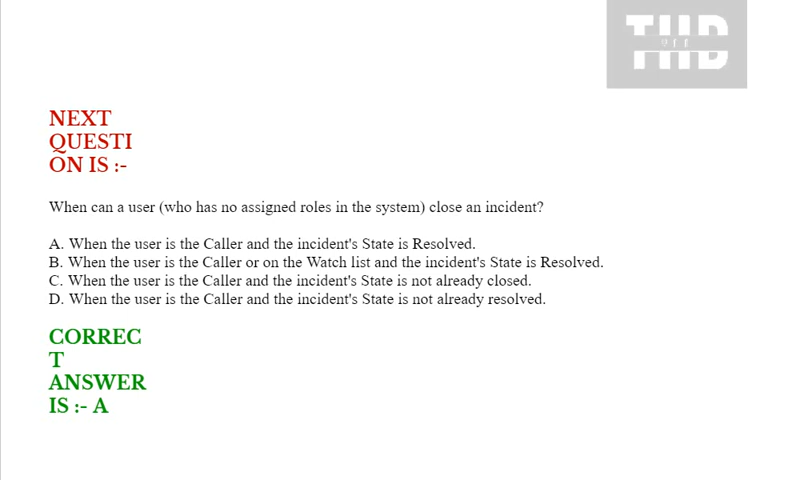 THD
NEXT
QUESTI
ON IS :-
When can a user (who has no assigned roles in the system) close an incident?
A. When the user is the Caller and the incident's State is Resolved.
B. When the user is the Caller or on the Watch list and the incident's State is Resolved.
C. When the user is the Caller and the incident's State is not already closed.
D. When the user is the Caller and the incident's State is not already resolved.
CORREC
T
ANSWER
IS :- A